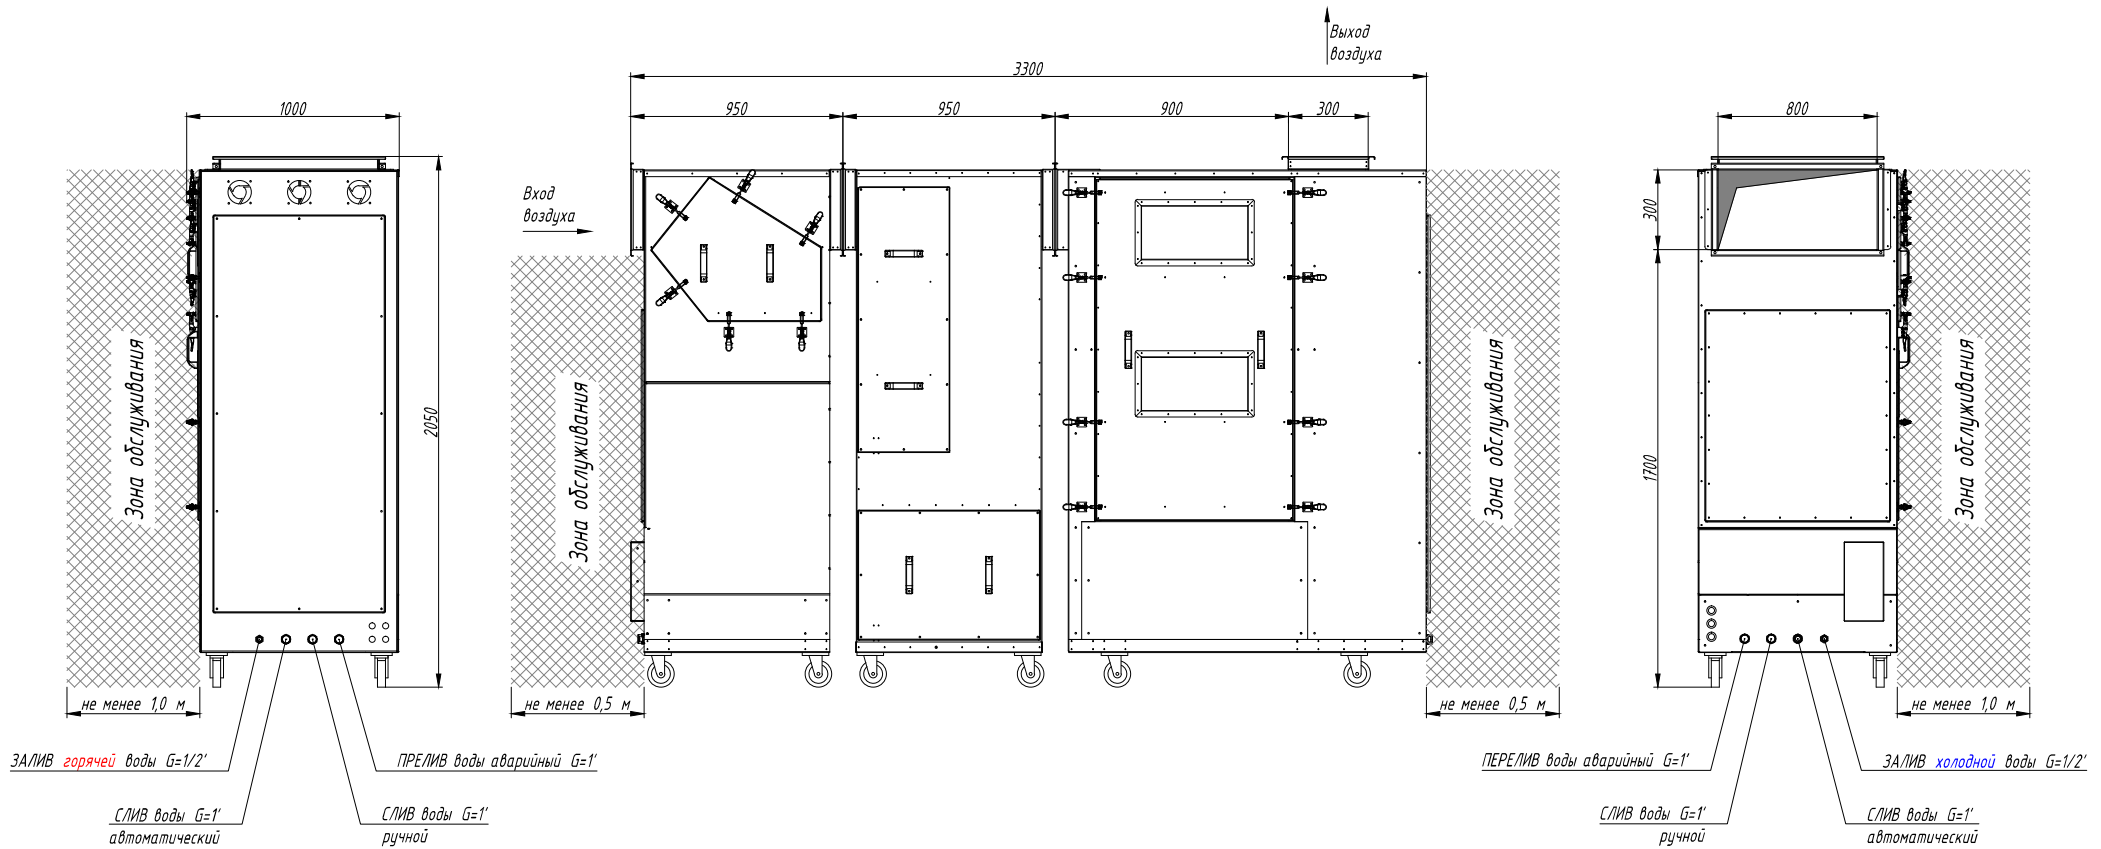 Выход
воздуха
3300
1000
950
950
900
300
800
Вход
воздуха
300
2050
1700
Зона обслуживания
Зона обслуживания
Зона обслуживания
Зона обслуживания
не менее 1,0 м
не менее 0,5 м
не менее 0,5 м
не менее 1,0 м
ЗАЛИВ горячей воды G=1/2'
ПРЕЛИВ воды аварийный G=1'
ПЕРЕЛИВ воды аварийный G=1'
ЗАЛИВ холодной воды G=1/2'
СЛИВ воды G=1'
автоматический
СЛИВ воды G=1'
ручной
СЛИВ воды G=1'
ручной
СЛИВ воды G=1'
автоматический